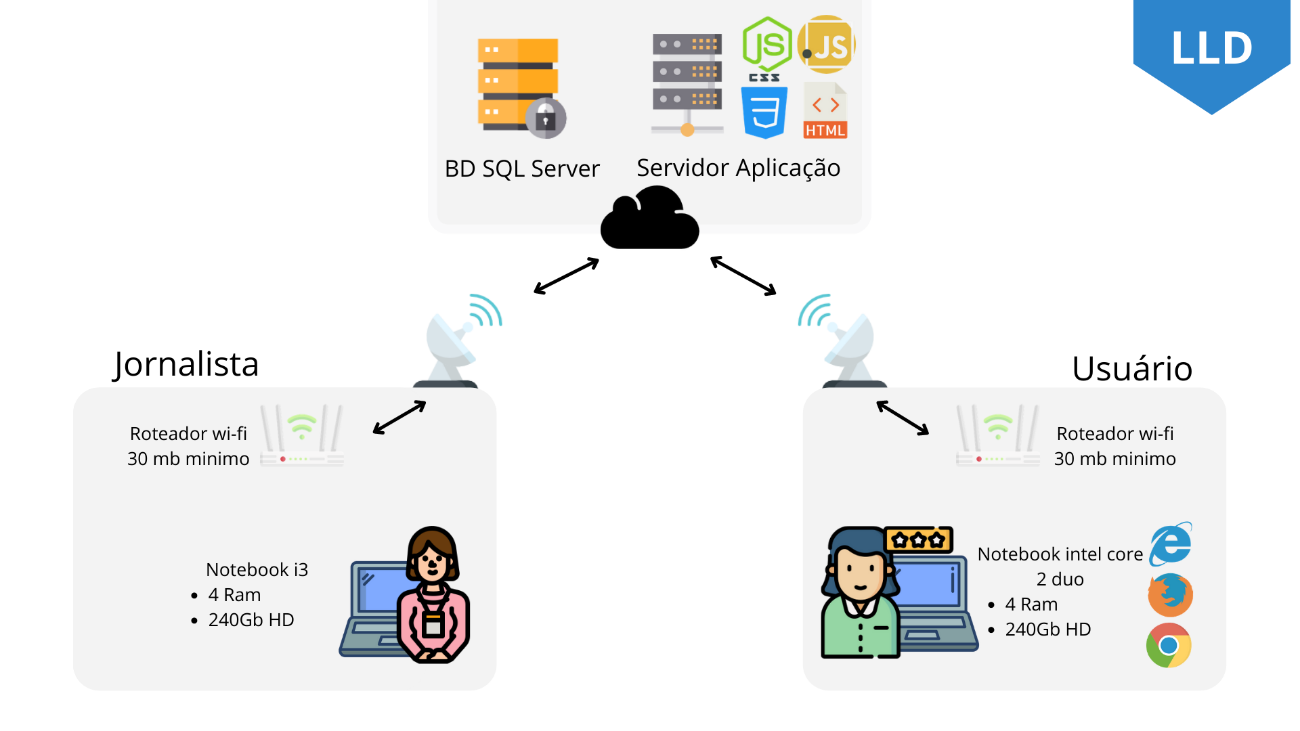 LLD
JS
.JS
CSS
HTML
BD SQL Server
Servidor Aplicação
Jornalista
Roteador wi-fi
30 mb minimo
Notebook i3
• 4 Ram
• 240Gb HD
Usuário
Roteador wi-fi
30 mb minimo
Notebook intel core
2 duo
• 4 Ram
• 240Gb HD